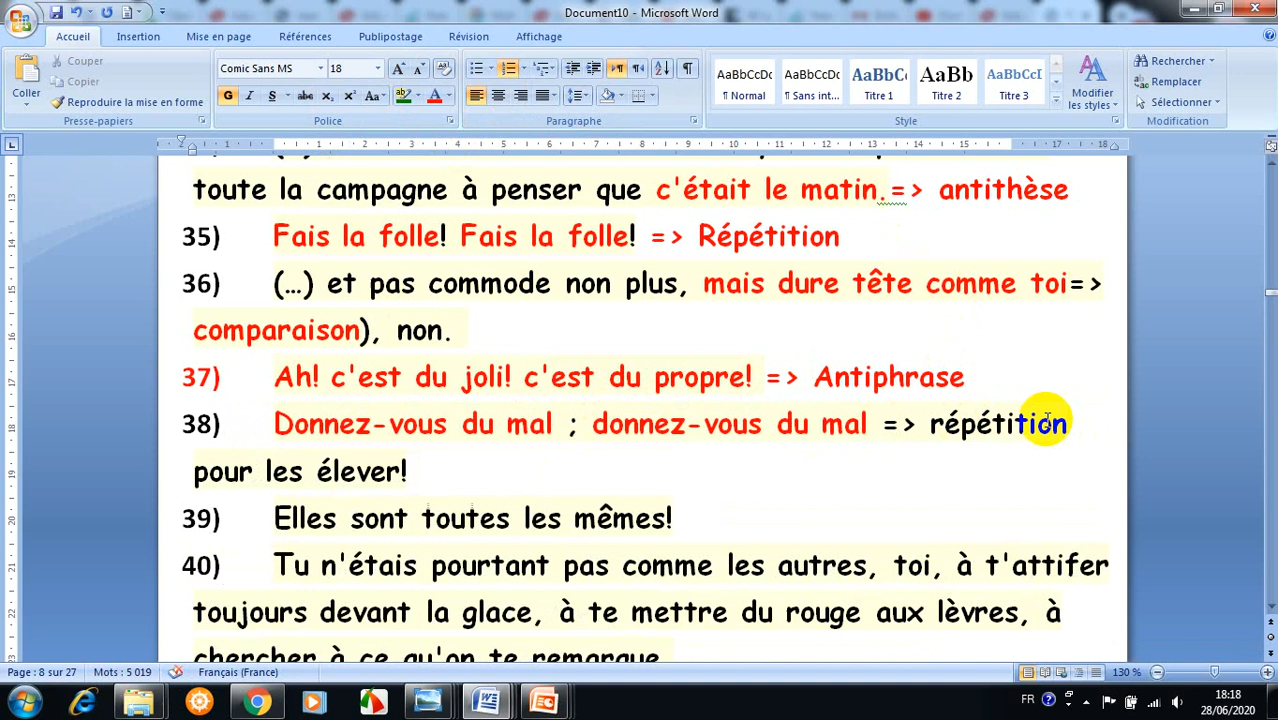 Document10 - Microsoft Word
Accueil Insertion Mise en page Références Publipostage Révision Affichage
Coller
Couper
Copier
Reproduire la mise en forme
Presse-papiers
Comic Sans MS 18
G I S abc x₂ x² Aa
Police
Paragraphe
AaBbCcDc AaBbCcDc AaBbC AaBb AaBbCcI
¶ Normal ¶ Sans int... Titre 1 Titre 2 Titre 3
Modifier les styles
Style
Rechercher
Remplacer
Sélectionner
Modification
toute la campagne à penser que c'était le matin.=> antithèse
35) Fais la folle! Fais la folle! => Répétition
36) (…) et pas commode non plus, mais dure tête comme toi=>
comparaison), non.
37) Ah! c'est du joli! c'est du propre! => Antiphrase
38) Donnez-vous du mal ; donnez-vous du mal => répétition
pour les élever!
39) Elles sont toutes les mêmes!
40) Tu n'étais pourtant pas comme les autres, toi, à t'attifer
toujours devant la glace, à te mettre du rouge aux lèvres, à
chercher à ce qu'on te remarque
Page : 8 sur 27 Mots : 5 019 Français (France) 130 %
FR 18:18
28/06/2020